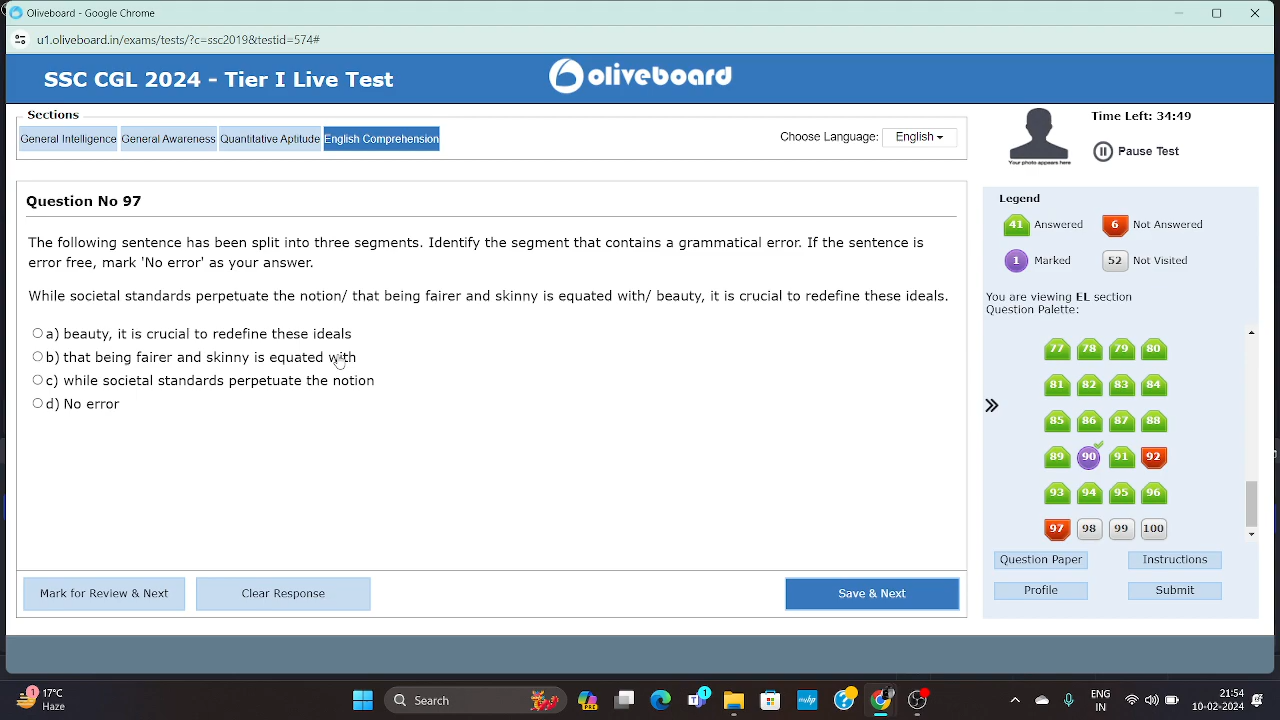 Oliveboard - Google Chrome
u1.oliveboard.in/exams/tests/?c=ssc2019&testid=574#
SSC CGL 2024 - Tier I Live Test
oliveboard
Sections
General Intelligence General Awareness Quantitative Aptitude English Comprehension
Choose Language: English
Your photo appears here
Time Left: 34:49
Pause Test
Question No 97
The following sentence has been split into three segments. Identify the segment that contains a grammatical error. If the sentence is
error free, mark 'No error' as your answer.
While societal standards perpetuate the notion/ that being fairer and skinny is equated with/ beauty, it is crucial to redefine these ideals.
a) beauty, it is crucial to redefine these ideals
b) that being fairer and skinny is equated with
c) while societal standards perpetuate the notion
d) No error
Mark for Review & Next
Clear Response
Save & Next
Legend
41 Answered 6 Not Answered
1 Marked 52 Not Visited
You are viewing EL section
Question Palette:
77 78 79 80
81 82 83 84
85 86 87 88
89 90 91 92
93 94 95 96
97 98 99 100
Question Paper Instructions
Profile Submit
17°C
Haze
Search
1
ENG
IN
21:54
10-02-2024